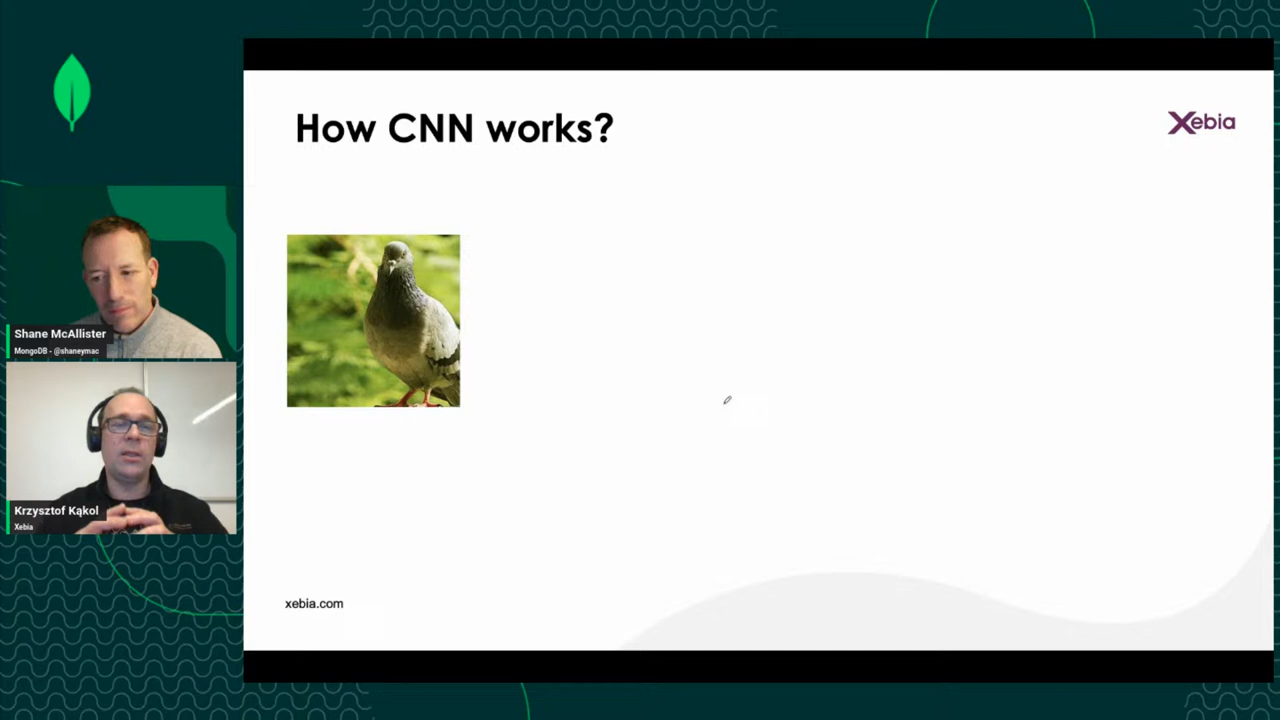 How CNN works?
Xebia
Shane McAllister
MongoDB - @shaneymac
Krzysztof Kąkol
Xebia
xebia.com